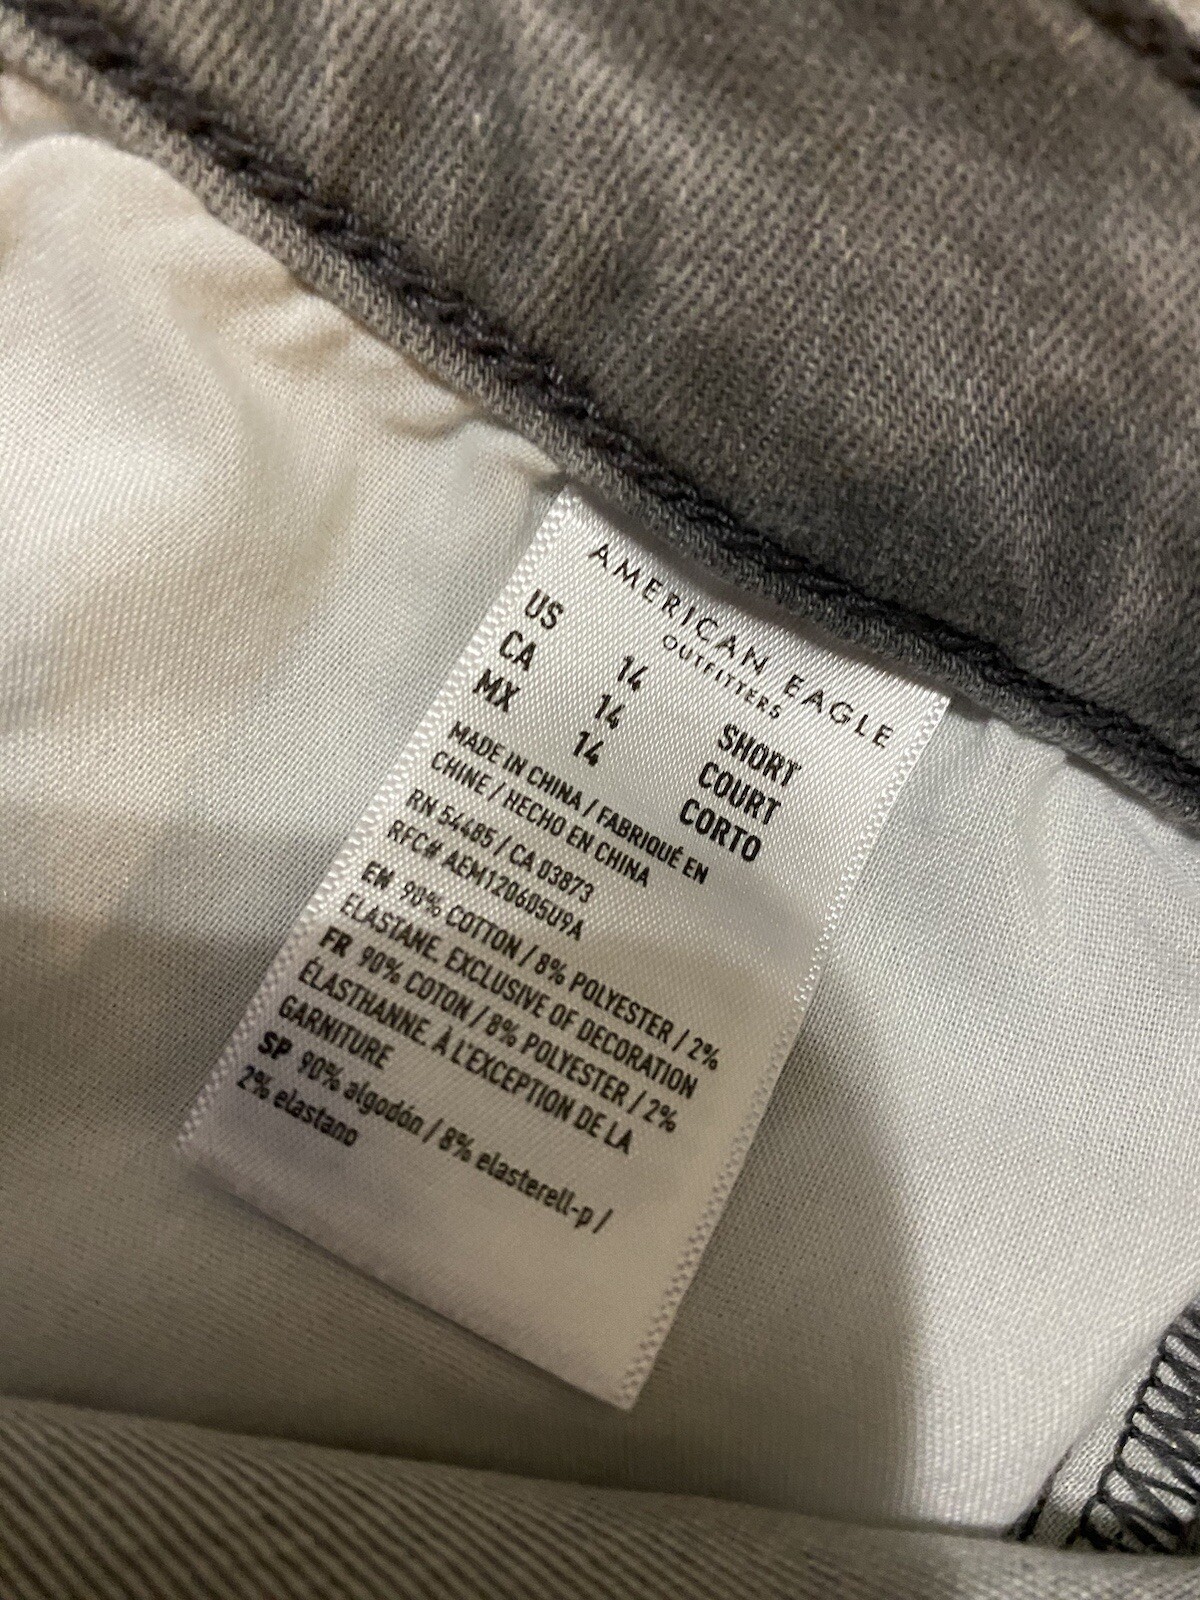 AMERICAN EAGLE
OUTFITTERS
US 14 SHORT
CA 14 COURT
MX 14 CORTO
MADE IN CHINA / FABRIQUÉ EN
CHINE / HECHO EN CHINA
RN 54485 / CA 03873
RFC# AEM120605U9A
EN 90% COTTON / 8% POLYESTER / 2%
ELASTANE, EXCLUSIVE OF DECORATION
FR 90% COTON / 8% POLYESTER / 2%
ÉLASTHANNE, À L'EXCEPTION DE LA
GARNITURE
SP 90% algodón / 8% elasterell-p /
2% elastano